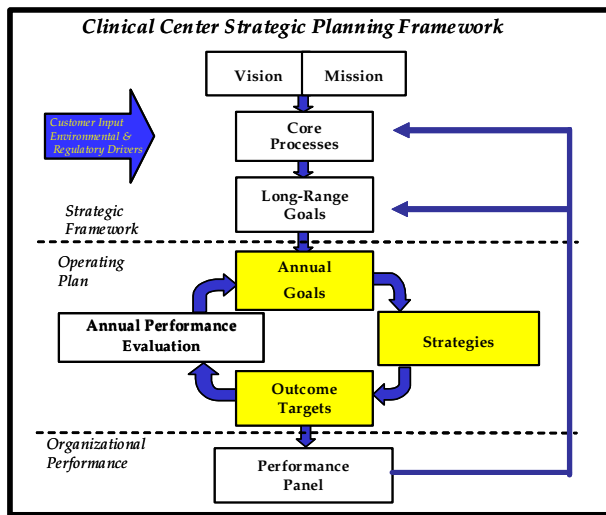 Clinical Center Strategic Planning Framework
Vision
Mission
Customer Input
Environmental &
Regulatory Drivers
Core
Processes
Long-Range
Goals
Strategic
Framework
Operating
Plan
Annual
Goals
Annual Performance
Evaluation
Strategies
Outcome
Targets
Organizational
Performance
Performance
Panel